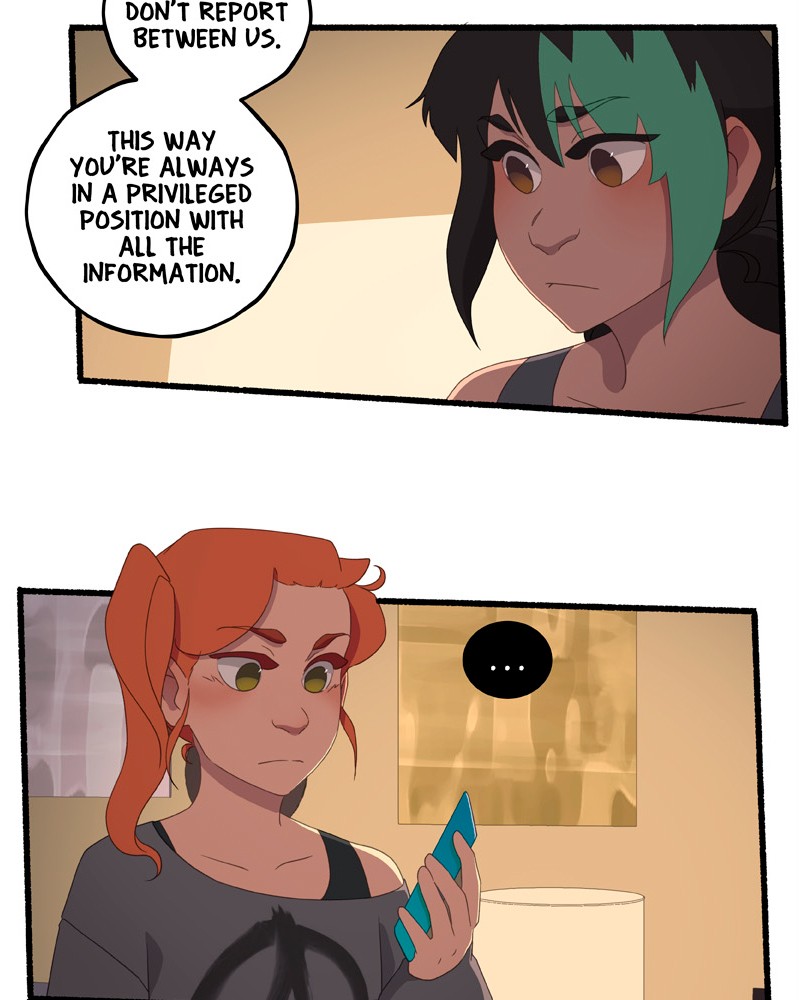 DON'T REPORT
BETWEEN US.
THIS WAY
YOU'RE ALWAYS
IN A PRIVILEGED
POSITION WITH
ALL THE
INFORMATION.
...